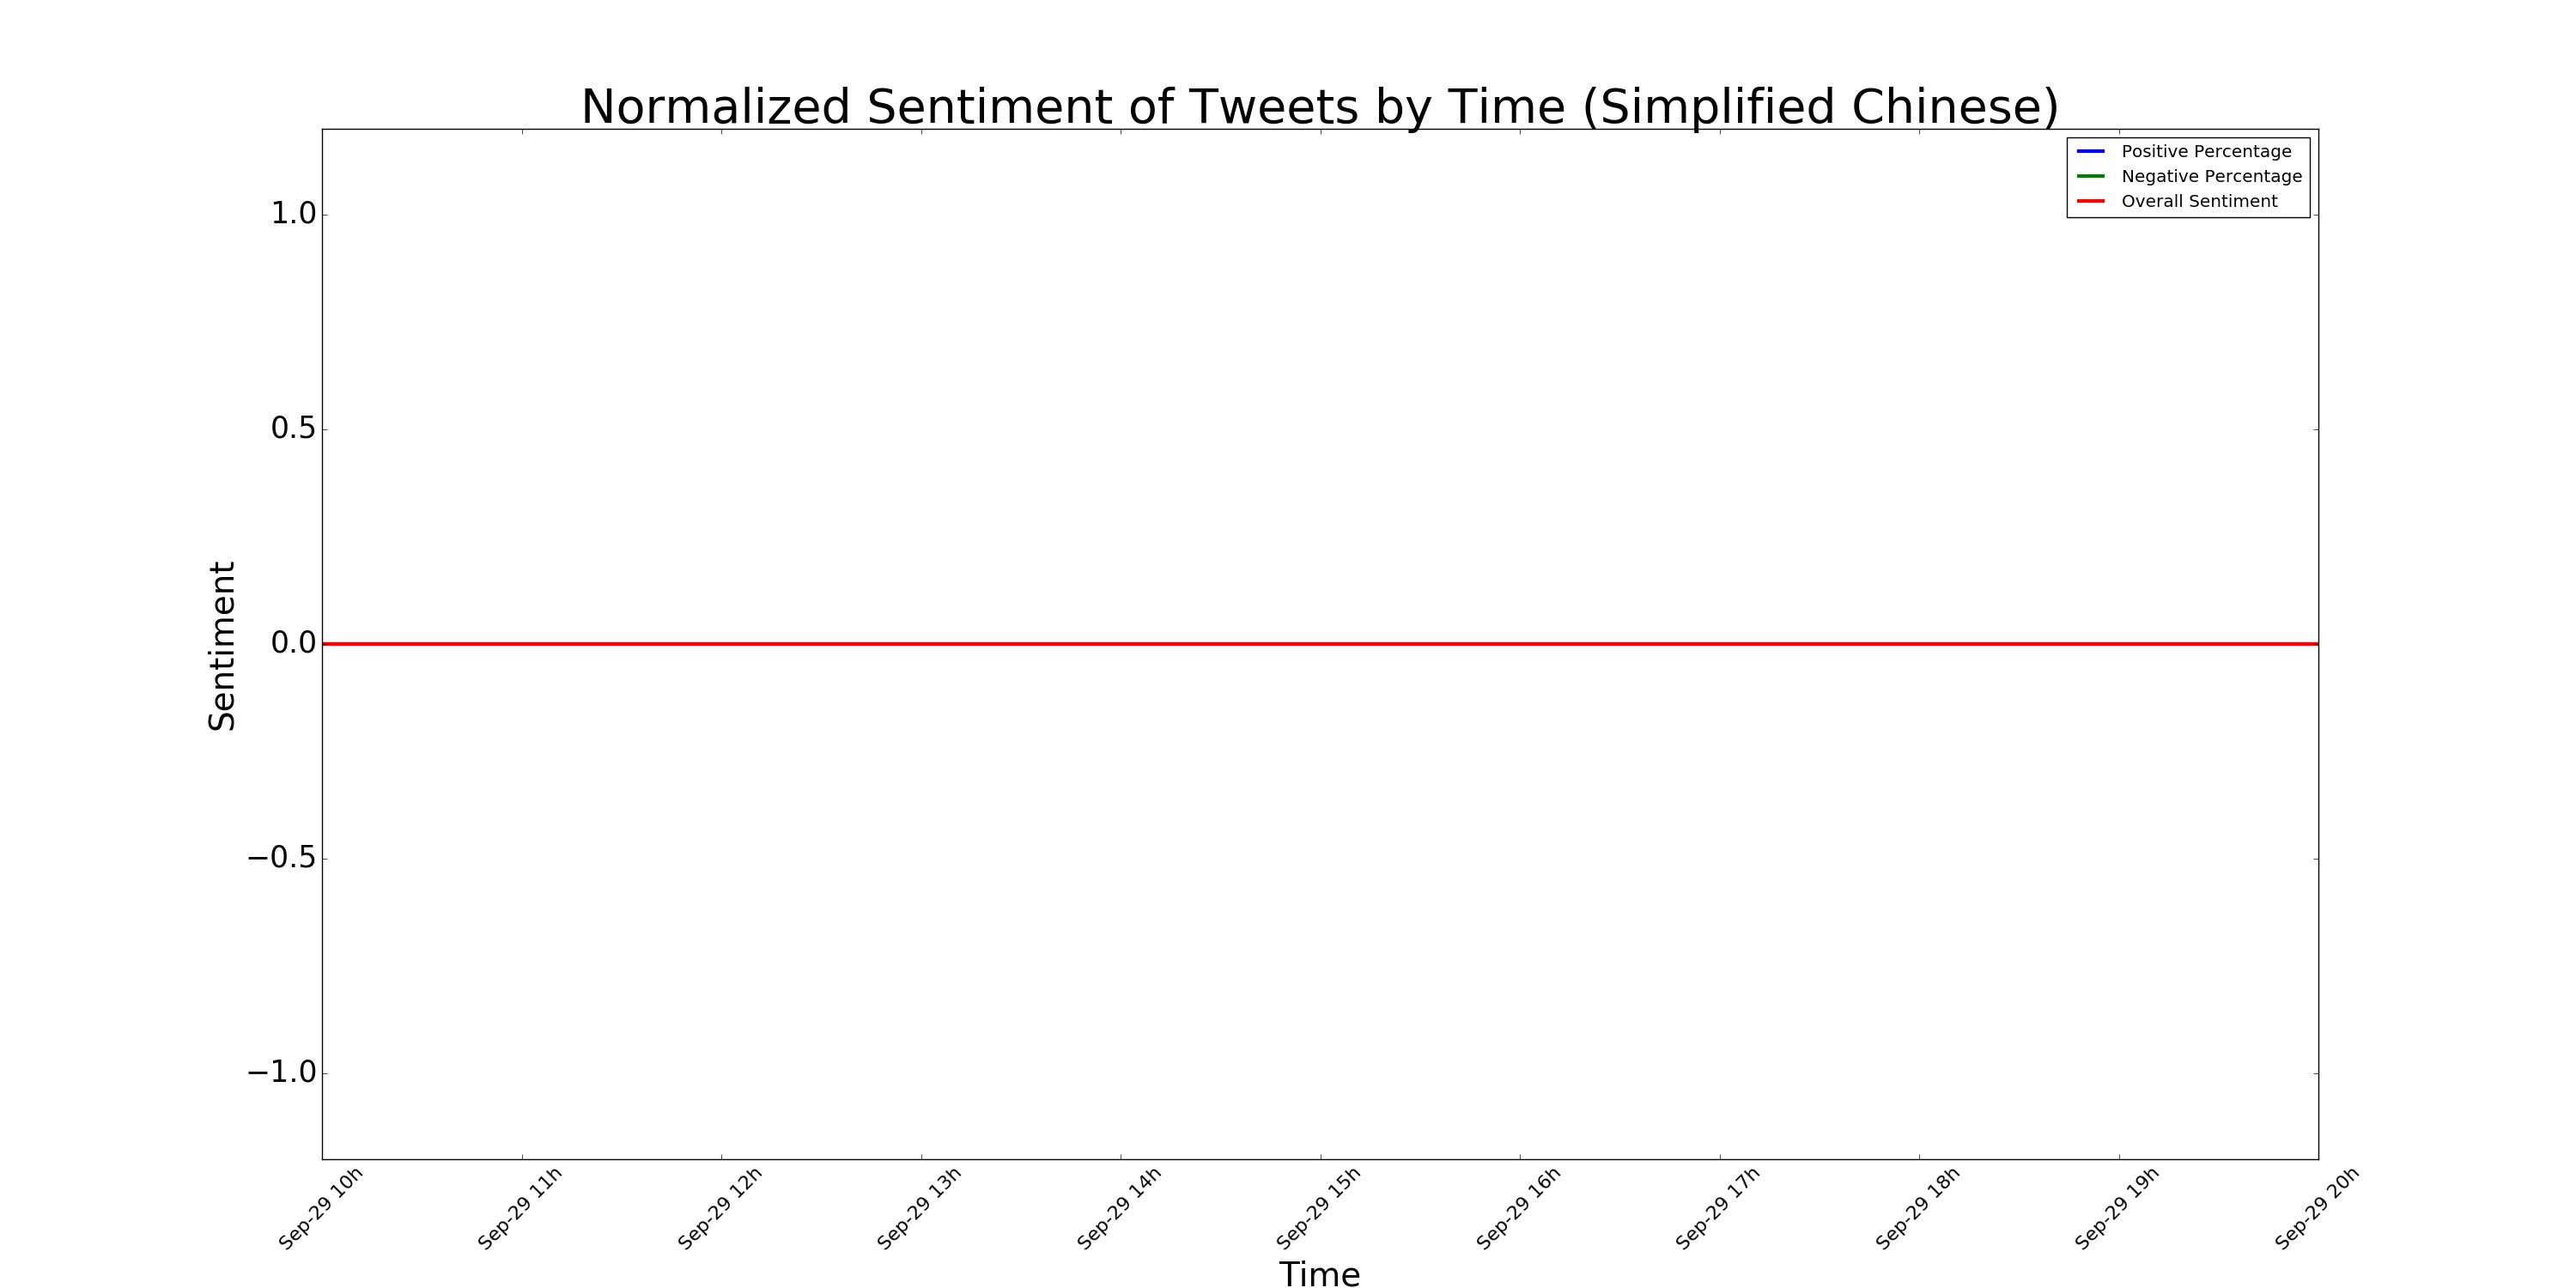 Normalized Sentiment of Tweets by Time (Simplified Chinese)
Positive Percentage
Negative Percentage
Overall Sentiment
1.0
0.5
0.0
−0.5
−1.0
Sentiment
Sep-29 10h
Sep-29 11h
Sep-29 12h
Sep-29 13h
Sep-29 14h
Sep-29 15h
Sep-29 16h
Sep-29 17h
Sep-29 18h
Sep-29 19h
Sep-29 20h
Time